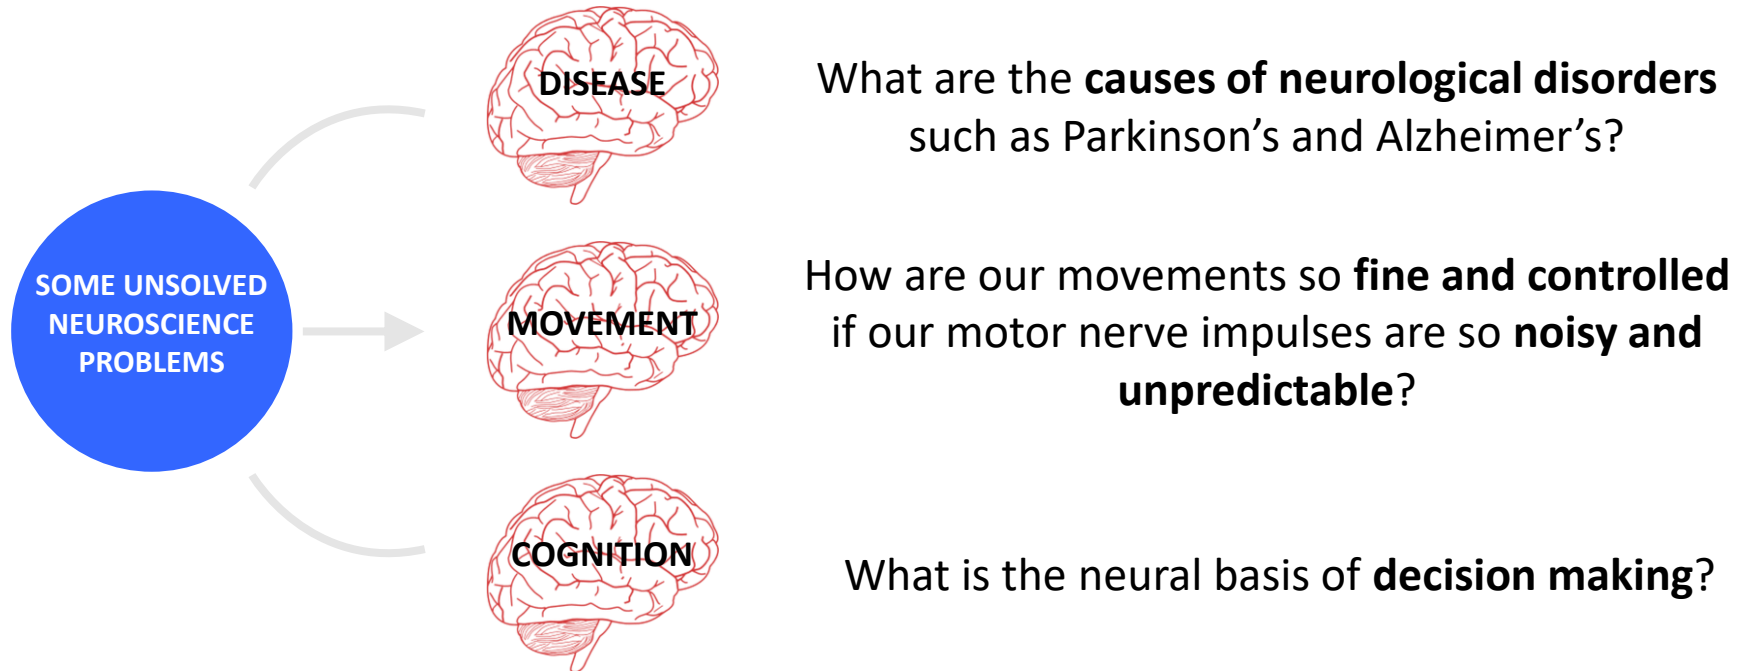 SOME UNSOLVED
NEUROSCIENCE
PROBLEMS
DISEASE
What are the causes of neurological disorders
such as Parkinson’s and Alzheimer’s?
MOVEMENT
How are our movements so fine and controlled
if our motor nerve impulses are so noisy and
unpredictable?
COGNITION
What is the neural basis of decision making?